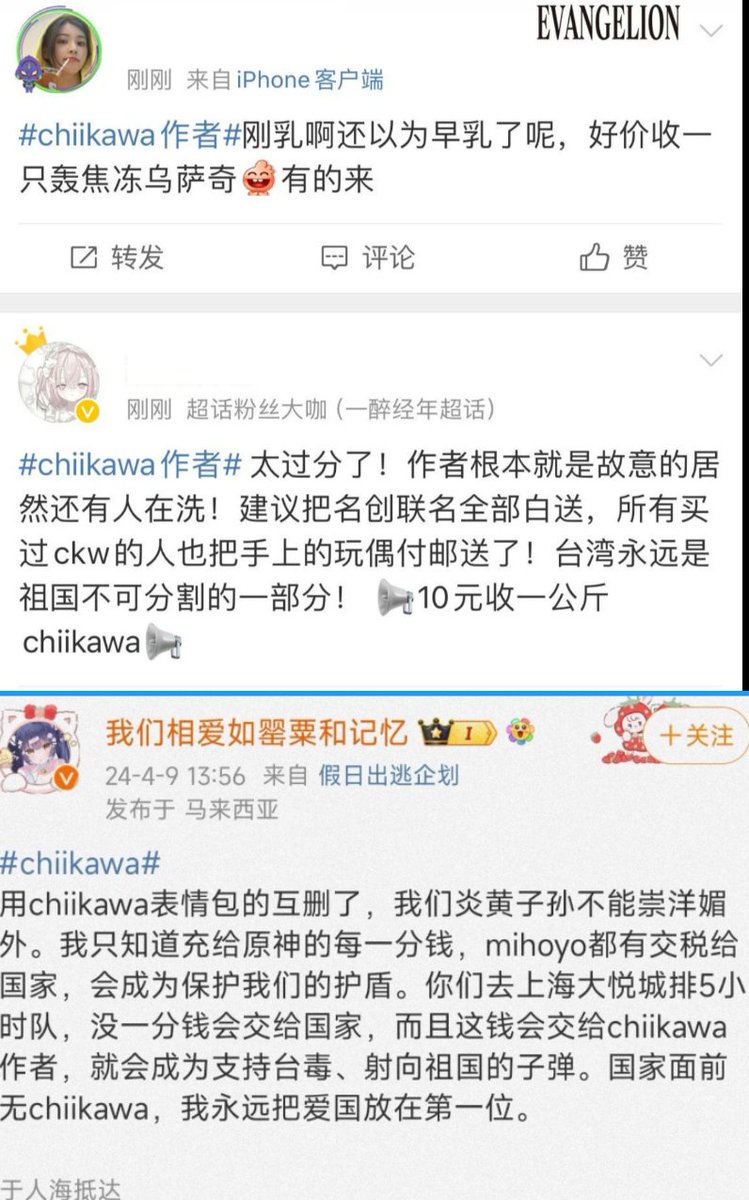 EVANGELION
刚刚 来自 iPhone客户端
#chiikawa作者#刚乳啊还以为早乳了呢，好价收一
只轰焦冻乌萨奇有的来
转发 评论 赞
刚刚 超话粉丝大咖 (一醉经年超话)
#chiikawa作者# 太过分了！作者根本就是故意的居
然还有人在洗！建议把名创联名全部白送，所有买
过ckw的人也把手上的玩偶付邮送了！台湾永远是
祖国不可分割的一部分！ 10元收一公斤
chiikawa
我们相爱如罂粟和记忆 I
+关注
24-4-9 13:56 来自 假日出逃企划
发布于 马来西亚
#chiikawa#
用chiikawa表情包的互删了，我们炎黄子孙不能崇洋媚
外。我只知道充给原神的每一分钱，mihoyo都有交税给
国家，会成为保护我们的护盾。你们去上海大悦城排5小
时队，没一分钱会交给国家，而且这钱会交给chiikawa
作者，就会成为支持台毒、射向祖国的子弹。国家面前
无chiikawa，我永远把爱国放在第一位。
于人海抵达